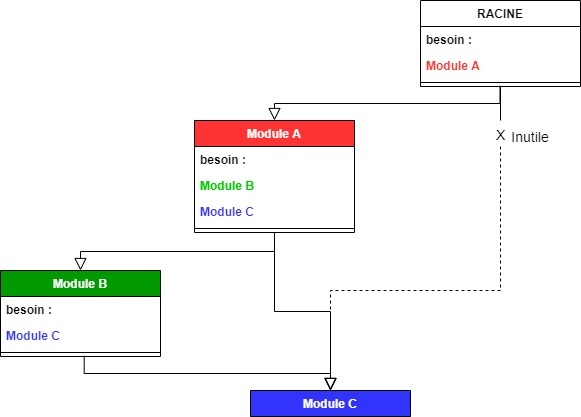 RACINE
besoin :
Module A
X Inutile
Module A
besoin :
Module B
Module C
Module B
besoin :
Module C
Module C